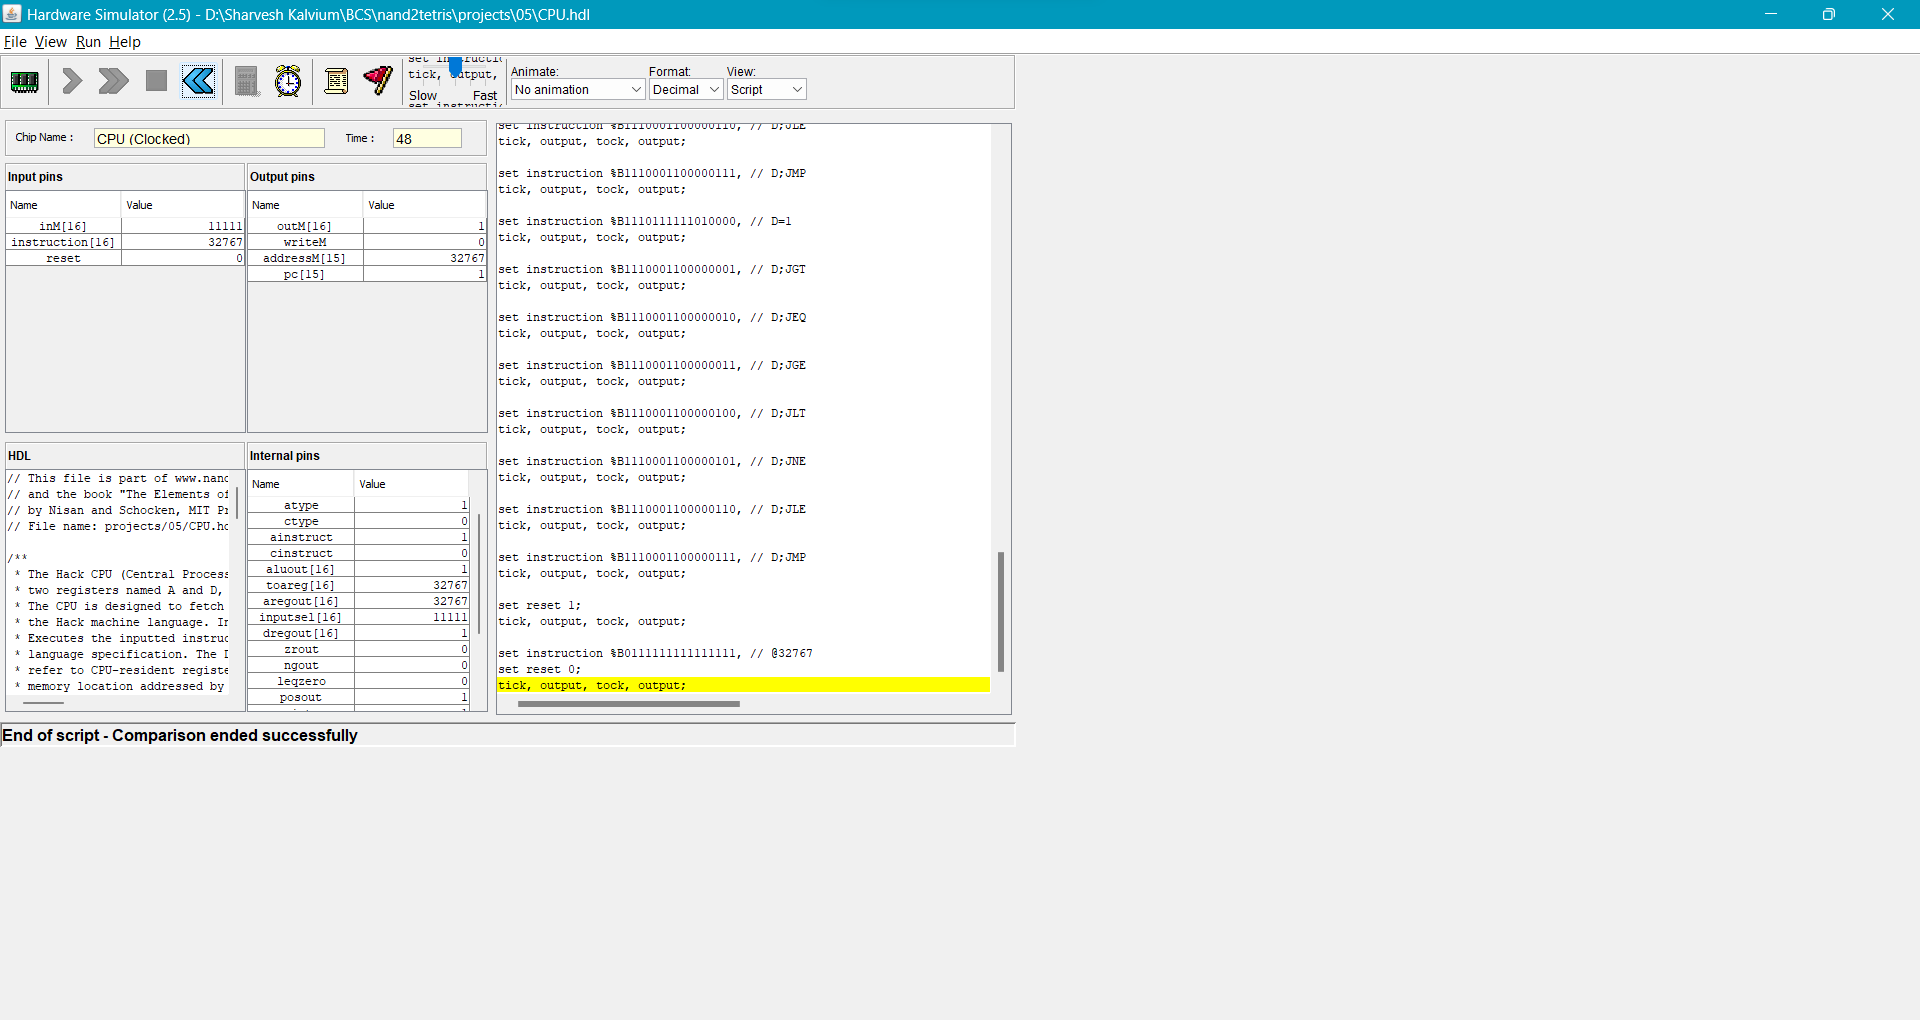 Hardware Simulator (2.5) - D:\Sharvesh Kalvium\BCS\nand2tetris\projects\05\CPU.hdl
File View Run Help
tick, output,
Slow Fast
Animate:
No animation
Format:
Decimal
View:
Script
Chip Name :
CPU (Clocked)
Time :
48
Input pins
Name Value
inM[16] 11111
instruction[16] 32767
reset 0
Output pins
Name Value
outM[16] 1
writeM 0
addressM[15] 32767
pc[15] 1
HDL
// This file is part of www.nand
// and the book "The Elements of
// by Nisan and Schocken, MIT Pr
// File name: projects/05/CPU.hd
/**
* The Hack CPU (Central Process
* two registers named A and D,
* The CPU is designed to fetch
* the Hack machine language. In
* Executes the inputted instruc
* language specification. The D
* refer to CPU-resident registe
* memory location addressed by
Internal pins
Name Value
atype 1
ctype 0
ainstruct 1
cinstruct 0
aluout[16] 1
toareg[16] 32767
aregout[16] 32767
inputsel[16] 11111
dregout[16] 1
zrout 0
ngout 0
leqzero 0
posout 1
set instruction %B1110001100000110, // D;JLE
tick, output, tock, output;
set instruction %B1110001100000111, // D;JMP
tick, output, tock, output;
set instruction %B1110111111010000, // D=1
tick, output, tock, output;
set instruction %B1110001100000001, // D;JGT
tick, output, tock, output;
set instruction %B1110001100000010, // D;JEQ
tick, output, tock, output;
set instruction %B1110001100000011, // D;JGE
tick, output, tock, output;
set instruction %B1110001100000100, // D;JLT
tick, output, tock, output;
set instruction %B1110001100000101, // D;JNE
tick, output, tock, output;
set instruction %B1110001100000110, // D;JLE
tick, output, tock, output;
set instruction %B1110001100000111, // D;JMP
tick, output, tock, output;
set reset 1;
tick, output, tock, output;
set instruction %B0111111111111111, // @32767
set reset 0;
tick, output, tock, output;
End of script - Comparison ended successfully